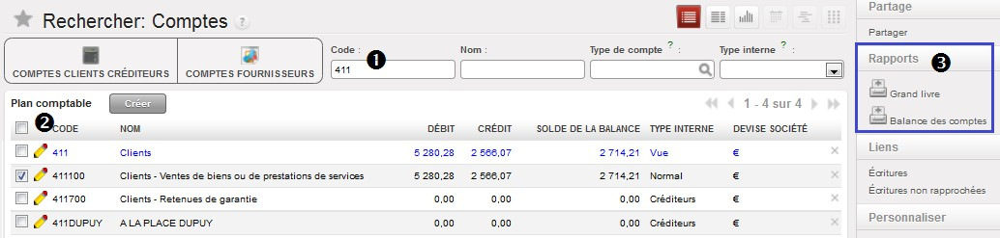 Rechercher: Comptes ?
COMPTES CLIENTS CRÉDITEURS
COMPTES FOURNISSEURS
Code : 1
411
Nom :
Type de compte ? :
Type interne ? :
Plan comptable Créer 1 - 4 sur 4
2 CODE NOM DÉBIT CRÉDIT SOLDE DE LA BALANCE TYPE INTERNE DEVISE SOCIÉTÉ
411 Clients 5 280,28 2 566,07 2 714,21 Vue €
411100 Clients - Ventes de biens ou de prestations de services 5 280,28 2 566,07 2 714,21 Normal €
411700 Clients - Retenues de garantie 0,00 0,00 0,00 Créditeurs €
411DUPUY A LA PLACE DUPUY 0,00 0,00 0,00 Créditeurs €
Partage
Partager
Rapports 3
Grand livre
Balance des comptes
Liens
Écritures
Écritures non rapprochées
Personnaliser